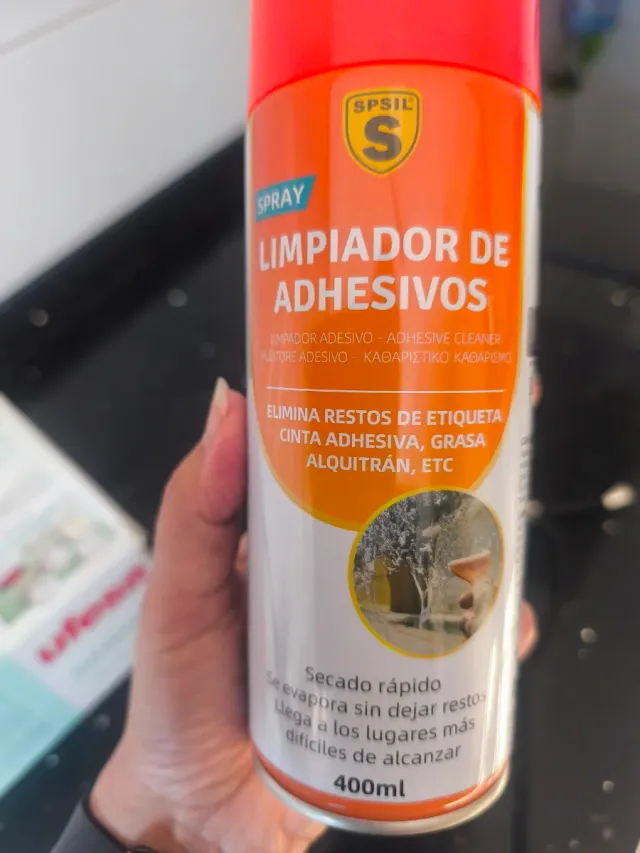 SPSIL
S
SPRAY
LIMPIADOR DE
ADHESIVOS
LIMPADOR ADESIVO - ADHESIVE CLEANER
ADESIVO - ΚΑΘΑΡΙΣΤΙΚΟ ΚΑΘΑΡΙΣΜΟ
ELIMINA RESTOS DE ETIQUETA
CINTA ADHESIVA, GRASA
ALQUITRÁN, ETC
Secado rápido
Se evapora sin dejar restos
Llega a los lugares más
difíciles de alcanzar
400ml
ufesa